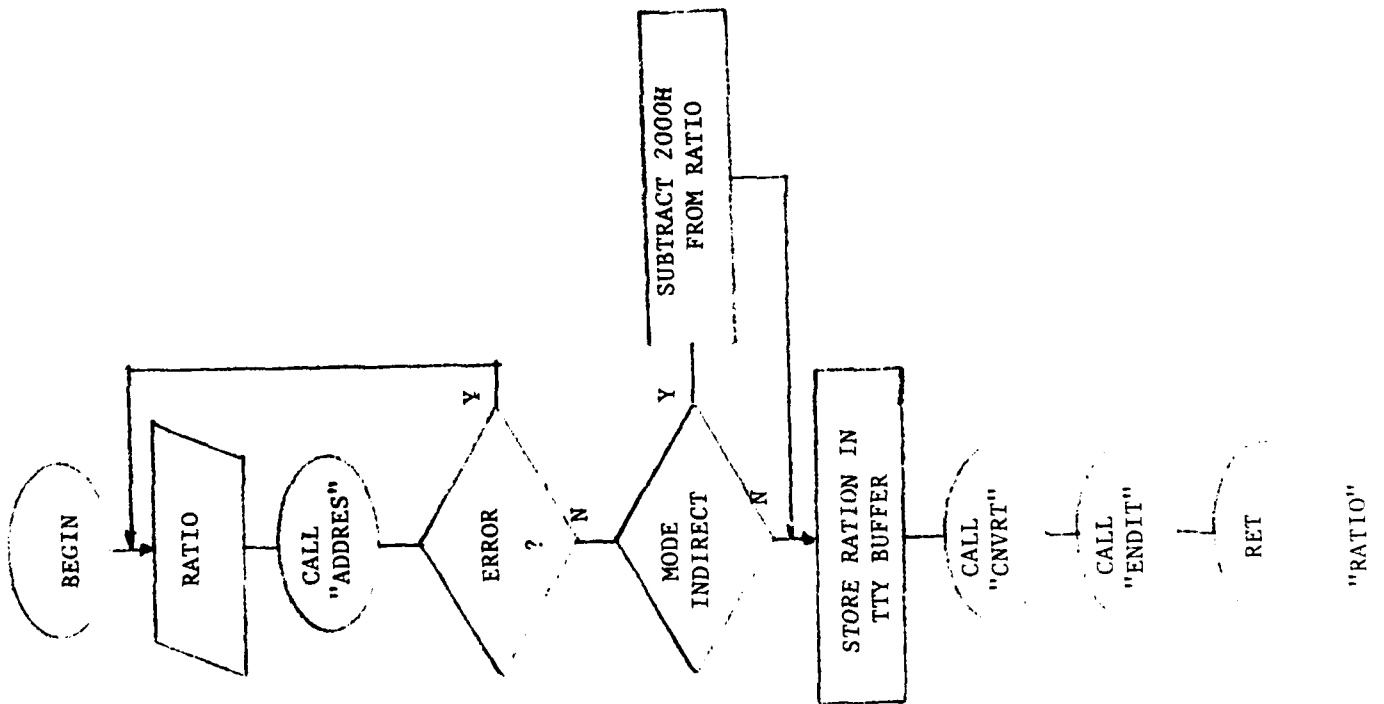 BEGIN
RATIO
CALL
"ADDRES"
ERROR
?
Y
N
MODE
INDIRECT
Y
N
SUBTRACT 2000H
FROM RATIO
STORE RATION IN
TTY BUFFER
CALL
"CNVRT"
CALL
"ENDIT"
RET
"RATIO"